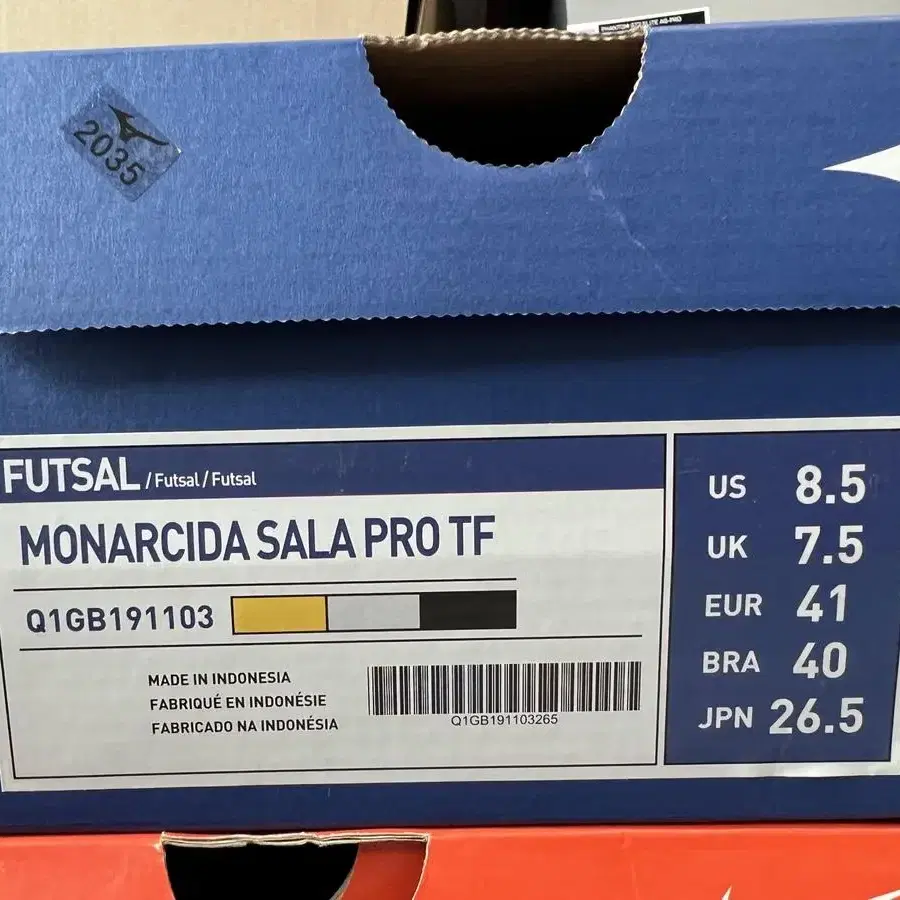 2035
FUTSAL / Futsal / Futsal
MONARCIDA SALA PRO TF
Q1GB191103
MADE IN INDONESIA
FABRIQUÉ EN INDONÉSIE
FABRICADO NA INDONÉSIA
Q1GB191103265
US 8.5
UK 7.5
EUR 41
BRA 40
JPN 26.5